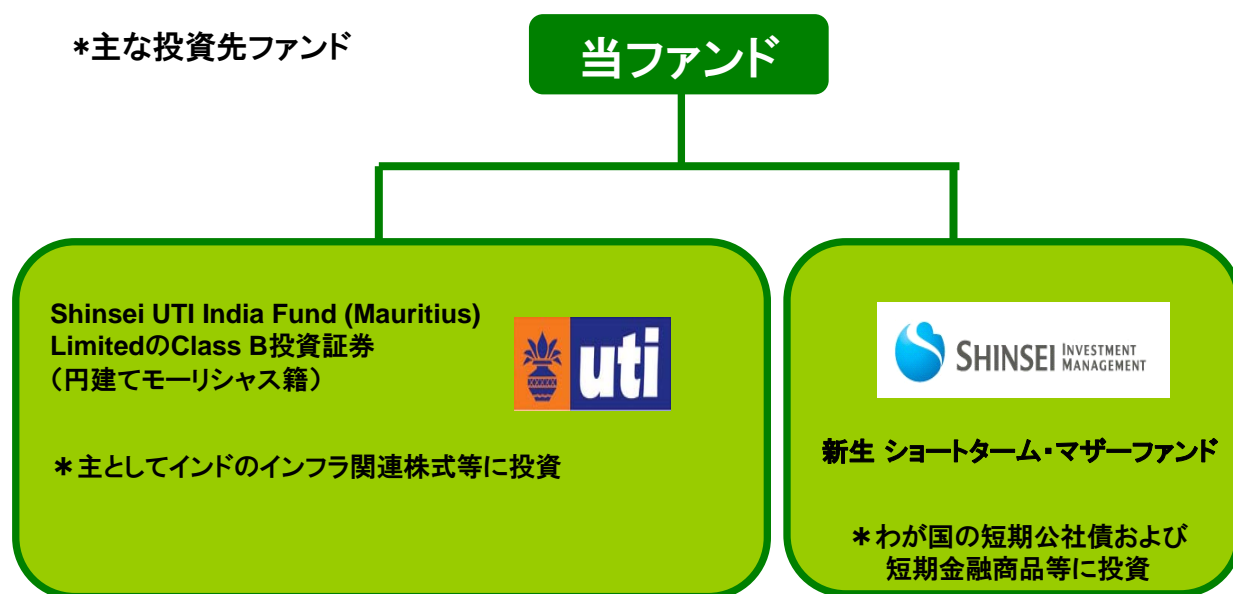 *主な投資先ファンド
当ファンド
Shinsei UTI India Fund (Mauritius)
LimitedのClass B投資証券
（円建てモーリシャス籍）
uti
＊主としてインドのインフラ関連株式等に投資
SHINSEI INVESTMENT
MANAGEMENT
新生 ショートターム・マザーファンド
＊わが国の短期公社債および
短期金融商品等に投資